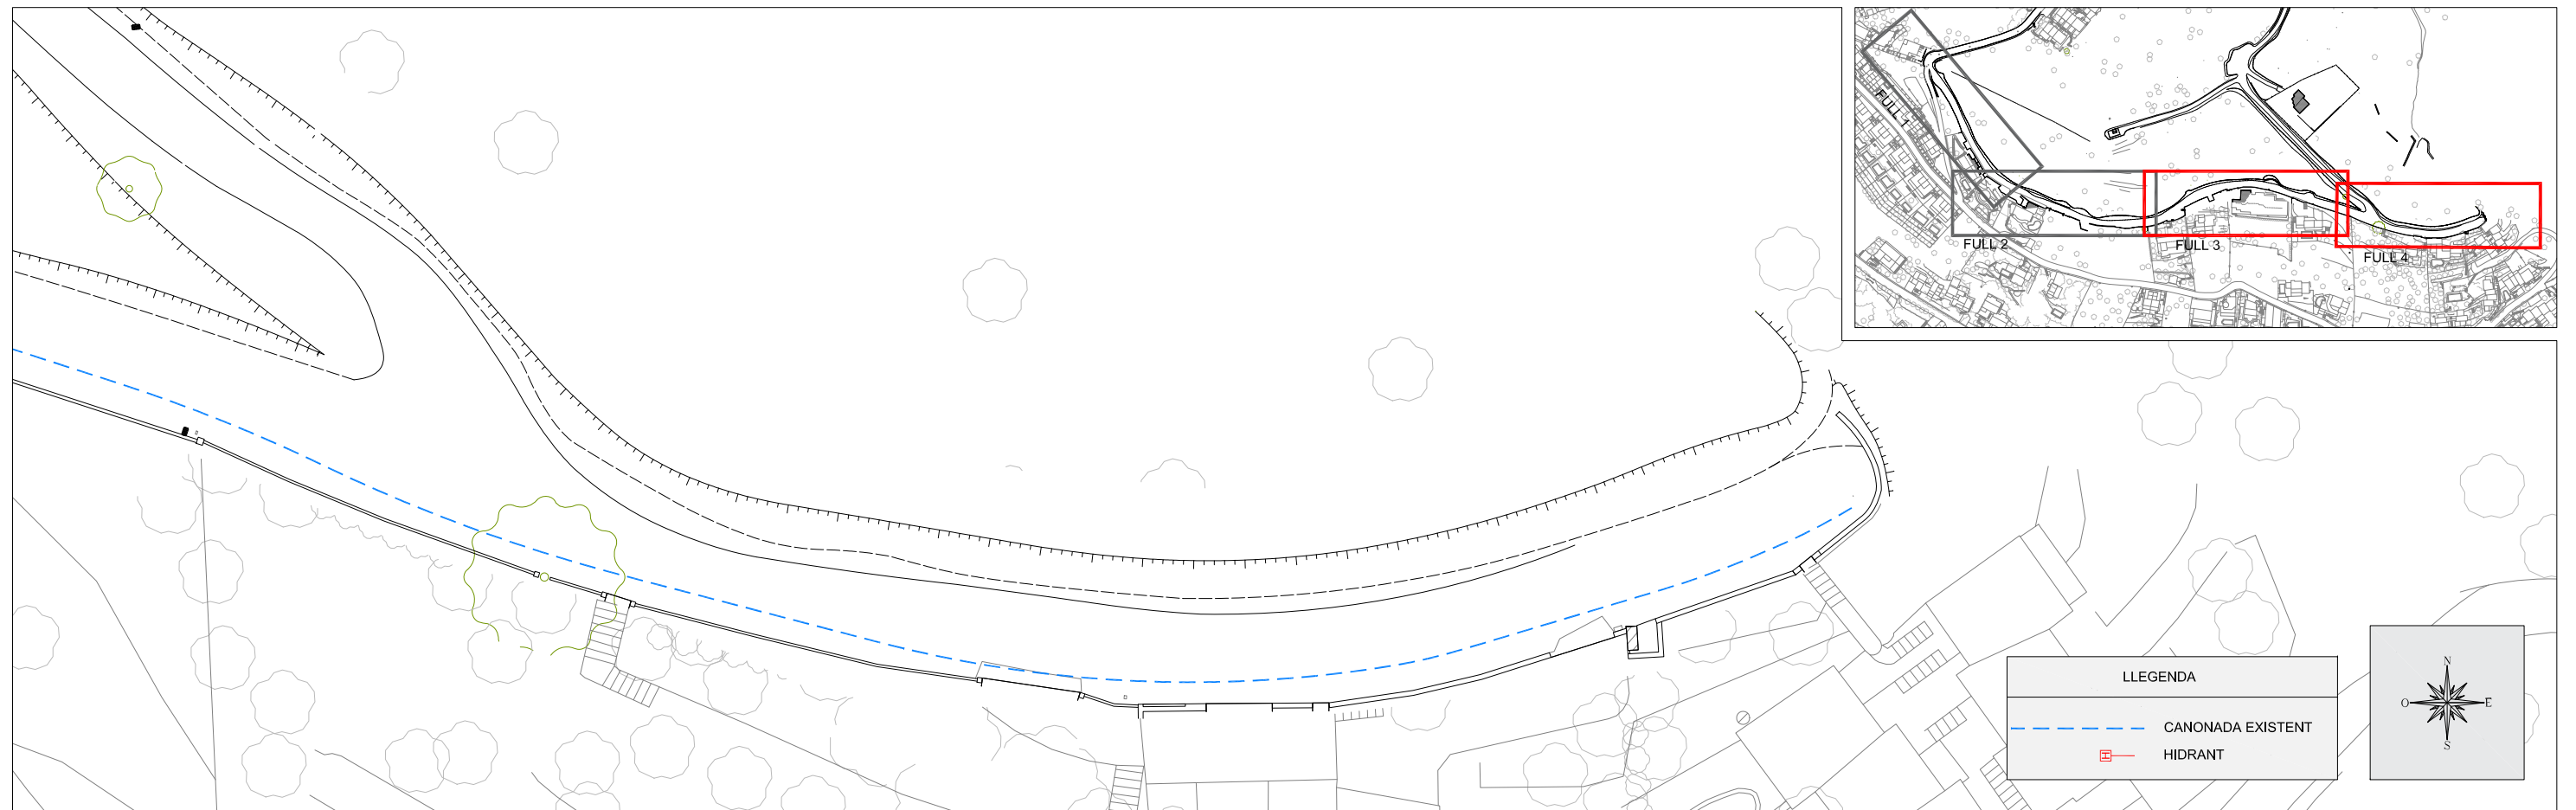 FULL 1
FULL 2
FULL 3
FULL 4
LLEGENDA
CANONADA EXISTENT
H
HIDRANT
N
O E
S